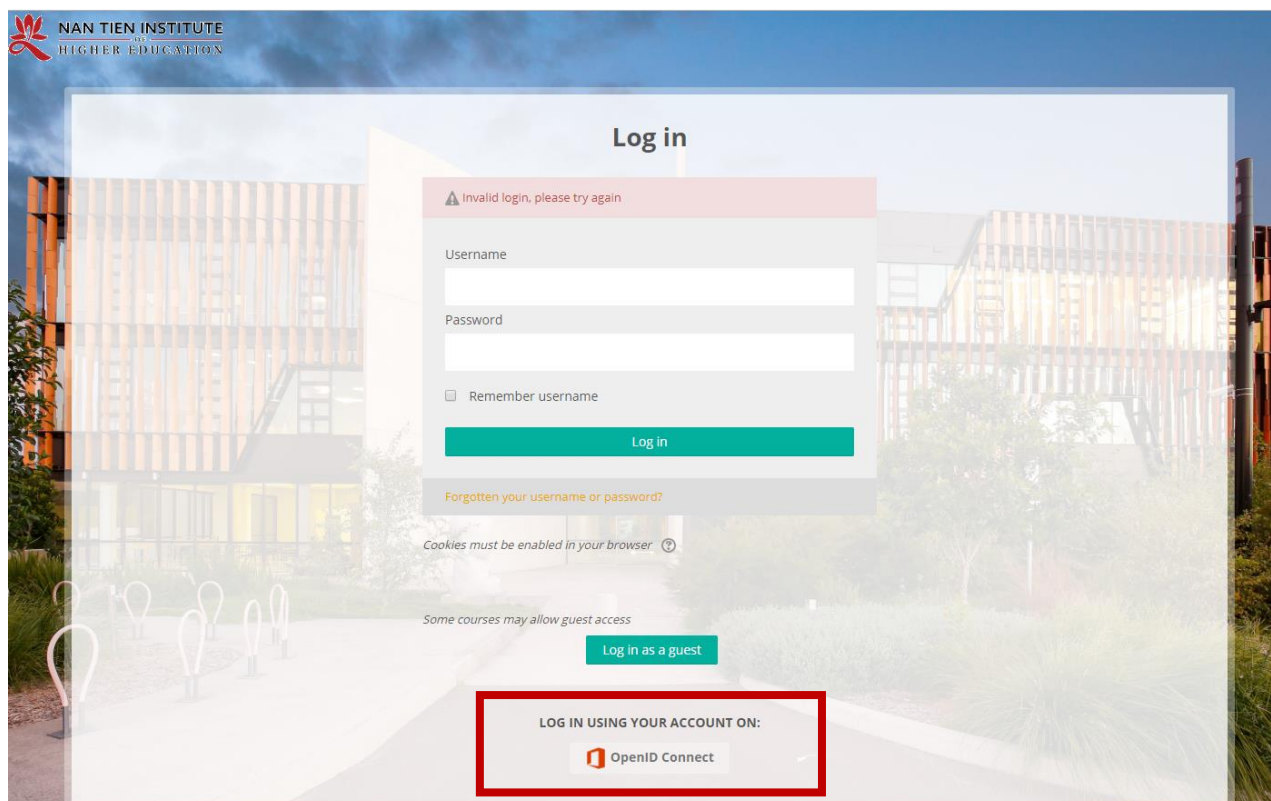 NAN TIEN INSTITUTE
OF
HIGHER EDUCATION
Log in
Invalid login, please try again
Username
Password
Remember username
Log in
Forgotten your username or password?
Cookies must be enabled in your browser ?
Some courses may allow guest access
Log in as a guest
LOG IN USING YOUR ACCOUNT ON:
OpenID Connect